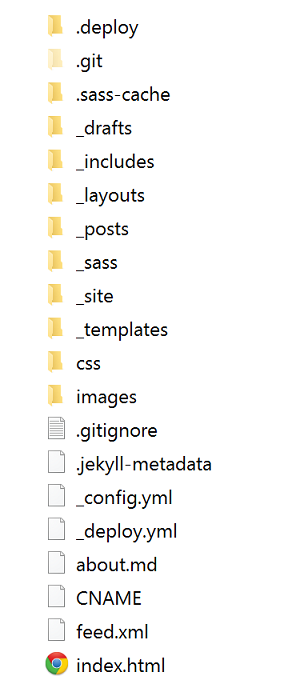 .deploy
.git
.sass-cache
_drafts
_includes
_layouts
_posts
_sass
_site
_templates
css
images
.gitignore
.jekyll-metadata
_config.yml
_deploy.yml
about.md
CNAME
feed.xml
index.html